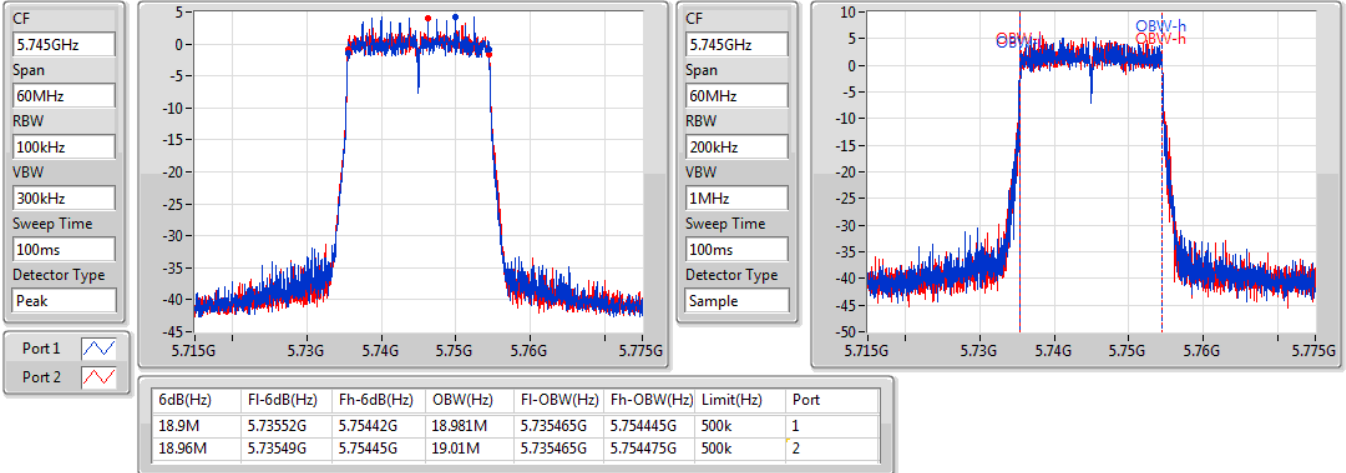 CF
5.745GHz
Span
60MHz
RBW
100kHz
VBW
300kHz
Sweep Time
100ms
Detector Type
Peak
Port 1
Port 2
5-
0-
-5-
-10-
-15-
-20-
-25-
-30-
-35-
-40-
-45-
5.715G 5.73G 5.74G 5.75G 5.76G 5.775G
CF
5.745GHz
Span
60MHz
RBW
200kHz
VBW
1MHz
Sweep Time
100ms
Detector Type
Sample
10-
5-
0-
-5-
-10-
-15-
-20-
-25-
-30-
-35-
-40-
-45-
-50-
OBW-h
OBW-h
5.715G 5.73G 5.74G 5.75G 5.76G 5.775G
6dB(Hz) Fl-6dB(Hz) Fh-6dB(Hz) OBW(Hz) Fl-OBW(Hz) Fh-OBW(Hz) Limit(Hz) Port
18.9M 5.73552G 5.75442G 18.981M 5.735465G 5.754445G 500k 1
18.96M 5.73549G 5.75445G 19.01M 5.735465G 5.754475G 500k 2